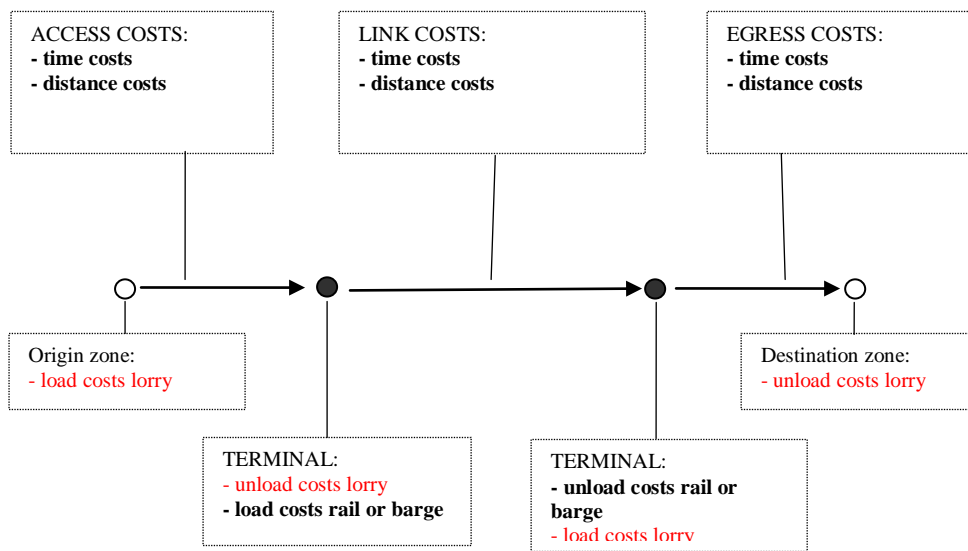 ACCESS COSTS:
- time costs
- distance costs
LINK COSTS:
- time costs
- distance costs
EGRESS COSTS:
- time costs
- distance costs
Origin zone:
- load costs lorry
Destination zone:
- unload costs lorry
TERMINAL:
- unload costs lorry
- load costs rail or barge
TERMINAL:
- unload costs rail or
barge
- load costs lorry